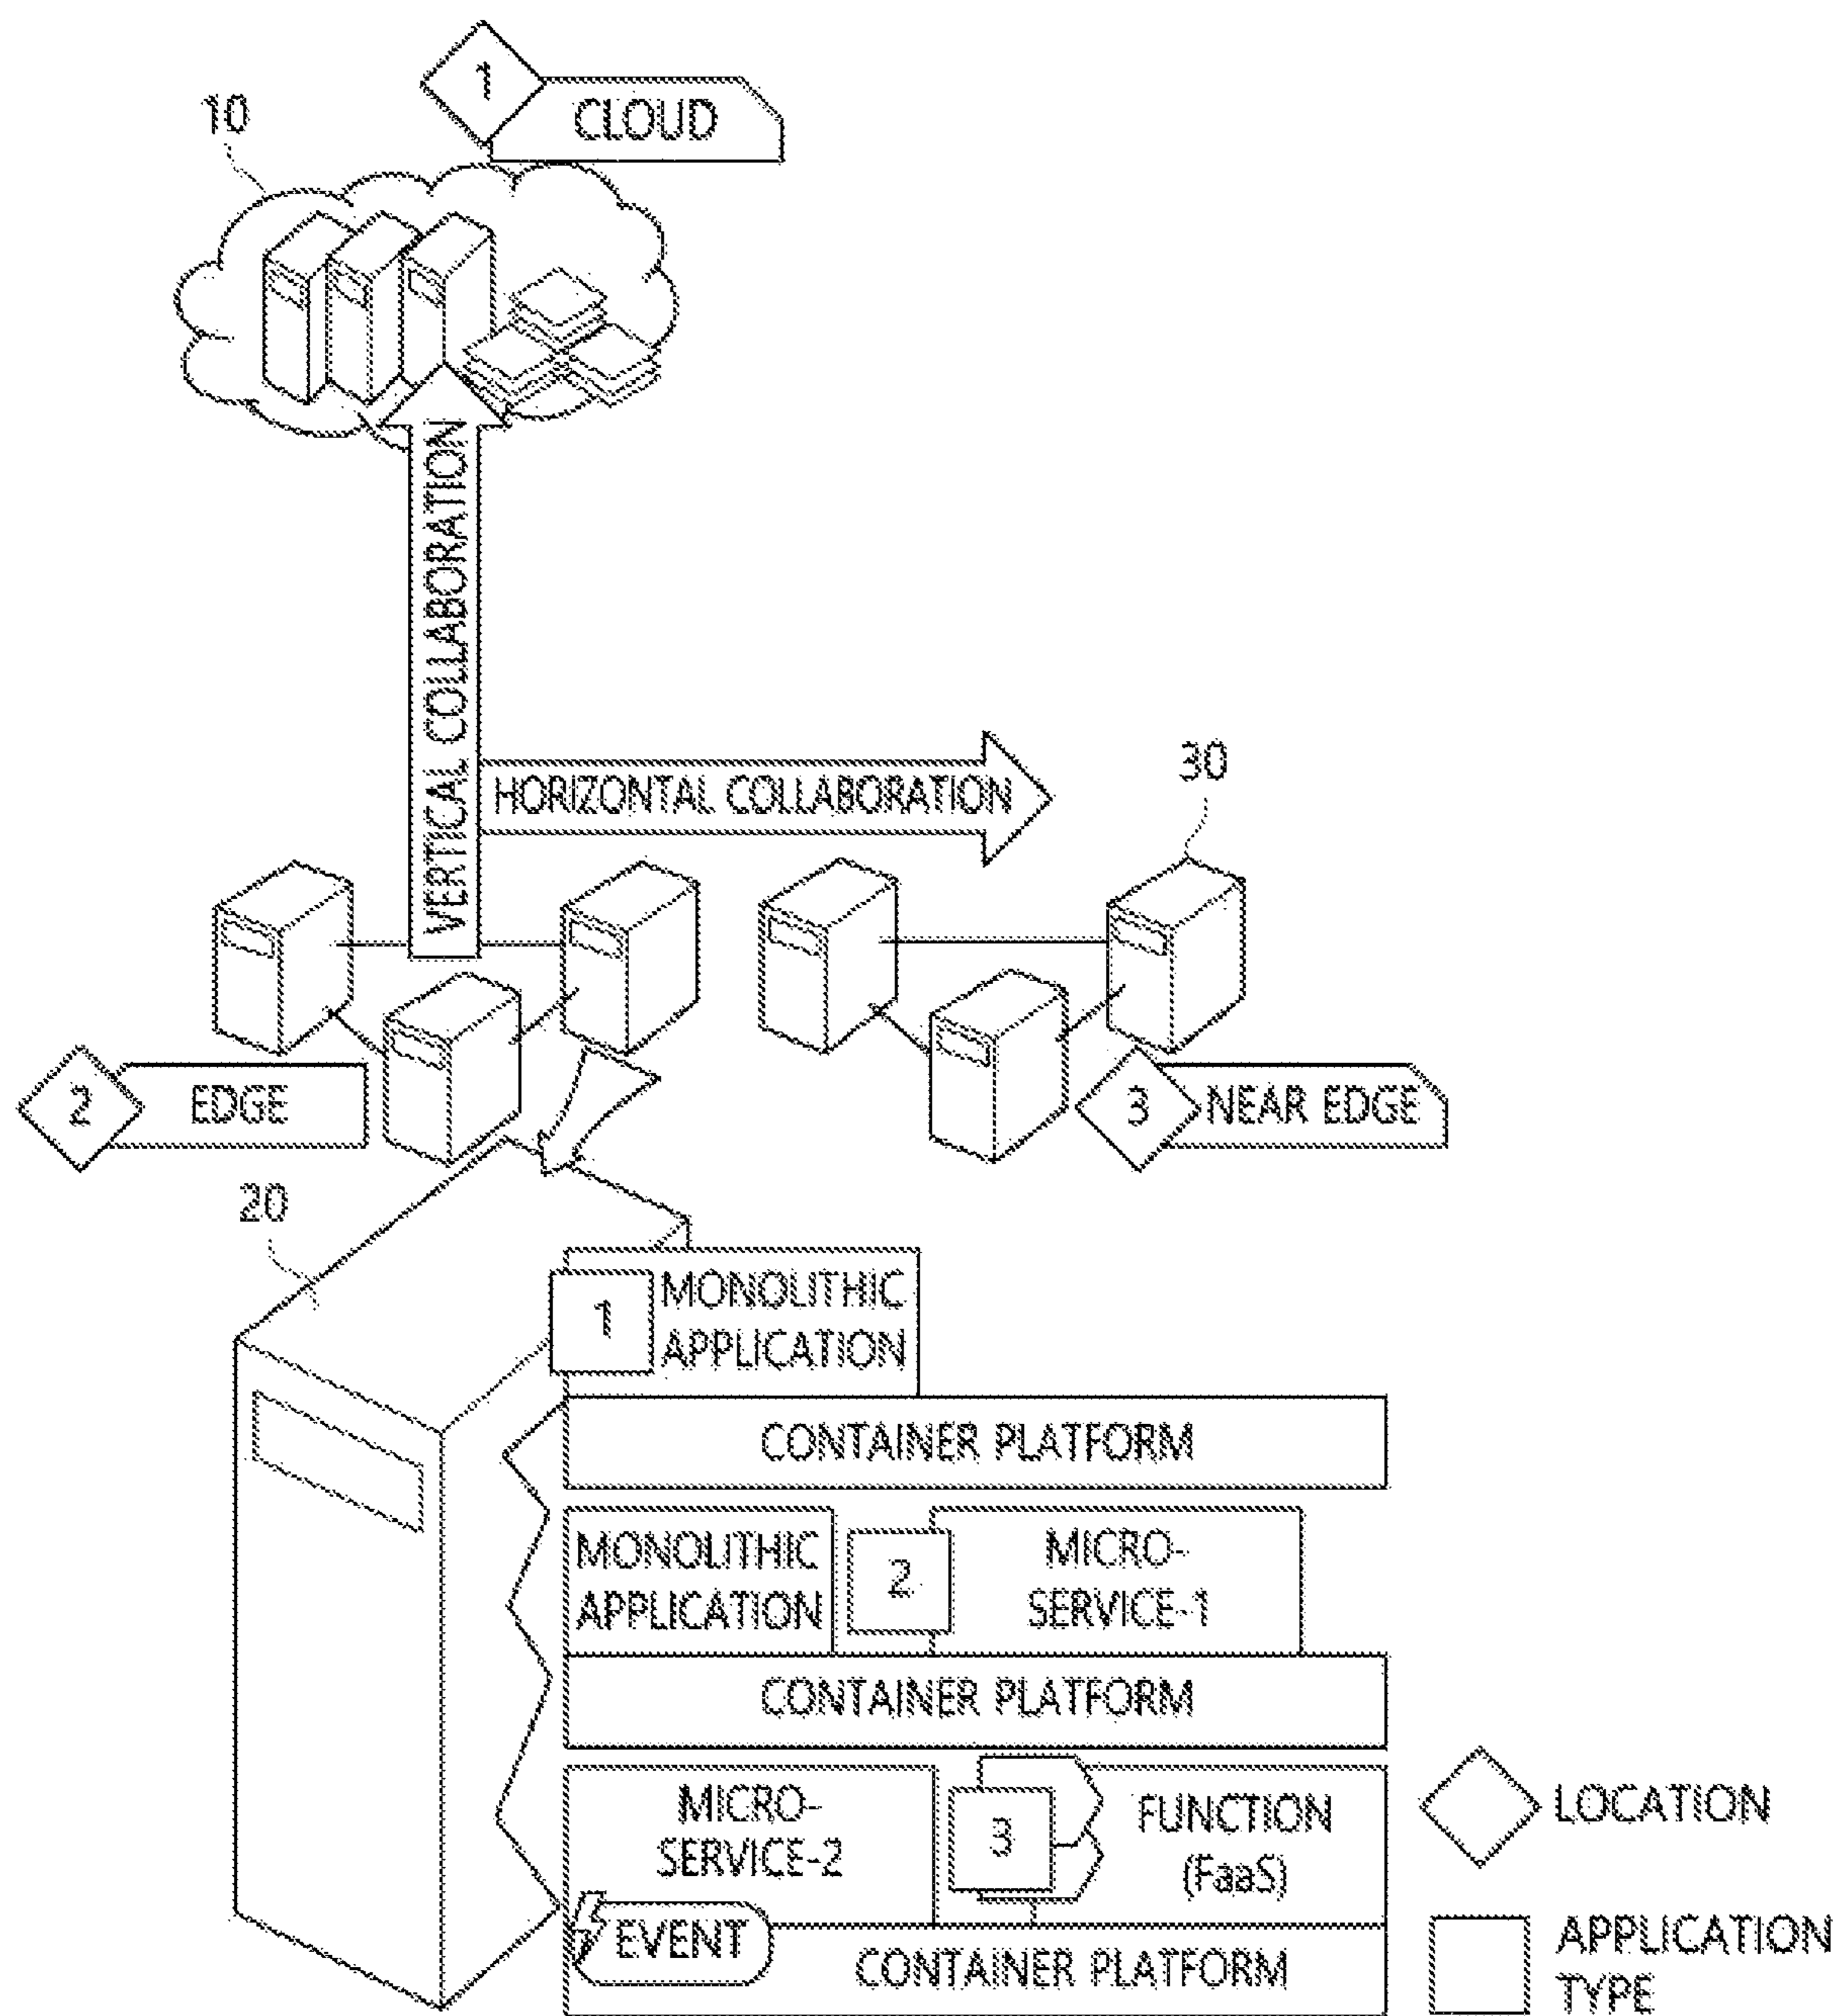 1
CLOUD
10
VERTICAL COLLABORATION
HORIZONTAL COLLABORATION
30
2
EDGE
3
NEAR EDGE
20
1
MONOLITHIC
APPLICATION
CONTAINER PLATFORM
MONOLITHIC
APPLICATION
2
MICRO-
SERVICE-1
CONTAINER PLATFORM
MICRO-
SERVICE-2
3
FUNCTION
(FaaS)
EVENT
CONTAINER PLATFORM
LOCATION
APPLICATION
TYPE